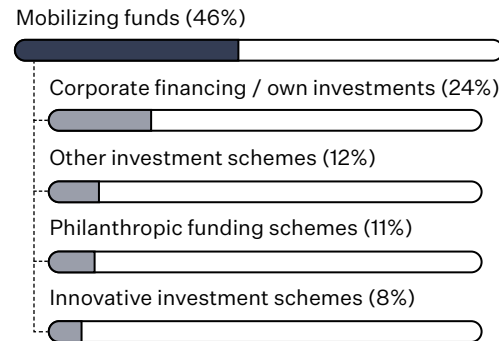 Mobilizing funds (46%)
Corporate financing / own investments (24%)
Other investment schemes (12%)
Philanthropic funding schemes (11%)
Innovative investment schemes (8%)